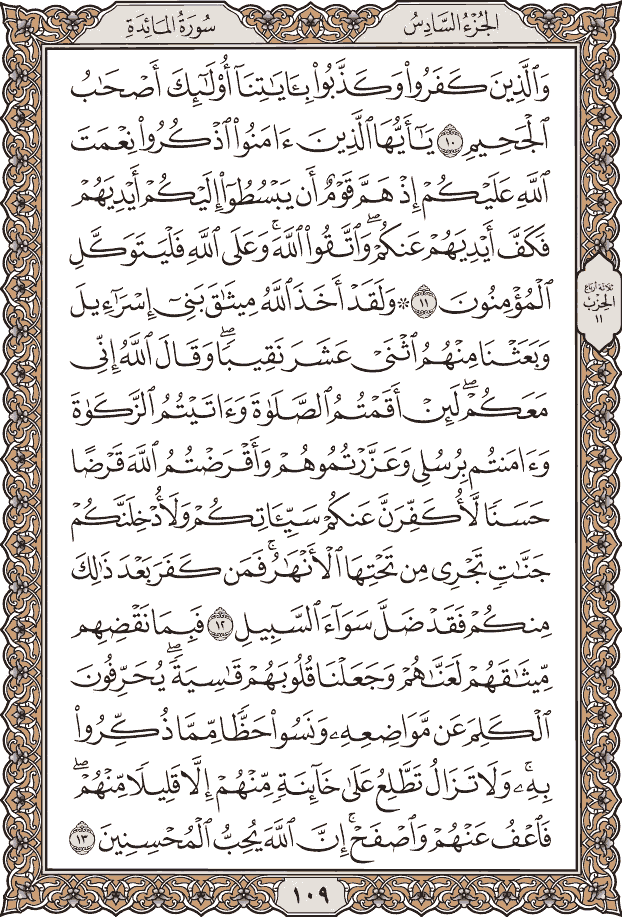 الجُزْءُ السَّادِسُ
سُورَةُ المَائِدَةِ
وَٱلَّذِينَ كَفَرُواْ وَكَذَّبُواْ بِـَٔايَٰتِنَآ أُوْلَٰٓئِكَ أَصْحَٰبُ
ٱلْجَحِيمِ ١٠ يَٰٓأَيُّهَا ٱلَّذِينَ ءَامَنُواْ ٱذْكُرُواْ نِعْمَتَ
ٱللَّهِ عَلَيْكُمْ إِذْ هَمَّ قَوْمٌ أَن يَبْسُطُوٓاْ إِلَيْكُمْ أَيْدِيَهُمْ
فَكَفَّ أَيْدِيَهُمْ عَنكُمْۖ وَٱتَّقُواْ ٱللَّهَۚ وَعَلَى ٱللَّهِ فَلْيَتَوَكَّلِ
ٱلْمُؤْمِنُونَ ١١ ۞ وَلَقَدْ أَخَذَ ٱللَّهُ مِيثَٰقَ بَنِىٓ إِسْرَٰٓءِيلَ
وَبَعَثْنَا مِنْهُمُ ٱثْنَىْ عَشَرَ نَقِيبًاۖ وَقَالَ ٱللَّهُ إِنِّى
مَعَكُمْۖ لَئِنْ أَقَمْتُمُ ٱلصَّلَوٰةَ وَءَاتَيْتُمُ ٱلزَّكَوٰةَ
وَءَامَنتُم بِرُسُلِى وَعَزَّرْتُمُوهُمْ وَأَقْرَضْتُمُ ٱللَّهَ قَرْضًا
حَسَنًا لَّأُكَفِّرَنَّ عَنكُمْ سَيِّـَٔاتِكُمْ وَلَأُدْخِلَنَّكُمْ
جَنَّٰتٍ تَجْرِى مِن تَحْتِهَا ٱلْأَنْهَٰرُۚ فَمَن كَفَرَ بَعْدَ ذَٰلِكَ
مِنكُمْ فَقَدْ ضَلَّ سَوَآءَ ٱلسَّبِيلِ ١٢ فَبِمَا نَقْضِهِم
مِّيثَٰقَهُمْ لَعَنَّٰهُمْ وَجَعَلْنَا قُلُوبَهُمْ قَٰسِيَةًۖ يُحَرِّفُونَ
ٱلْكَلِمَ عَن مَّوَاضِعِهِۦ وَنَسُواْ حَظًّا مِّمَّا ذُكِّرُواْ
بِهِۦۚ وَلَا تَزَالُ تَطَّلِعُ عَلَىٰ خَآئِنَةٍ مِّنْهُمْ إِلَّا قَلِيلًا مِّنْهُمْۖ
فَٱعْفُ عَنْهُمْ وَٱصْفَحْۚ إِنَّ ٱللَّهَ يُحِبُّ ٱلْمُحْسِنِينَ ١٣
ثلاثة أرباع
الحزب
١١
١٠٩